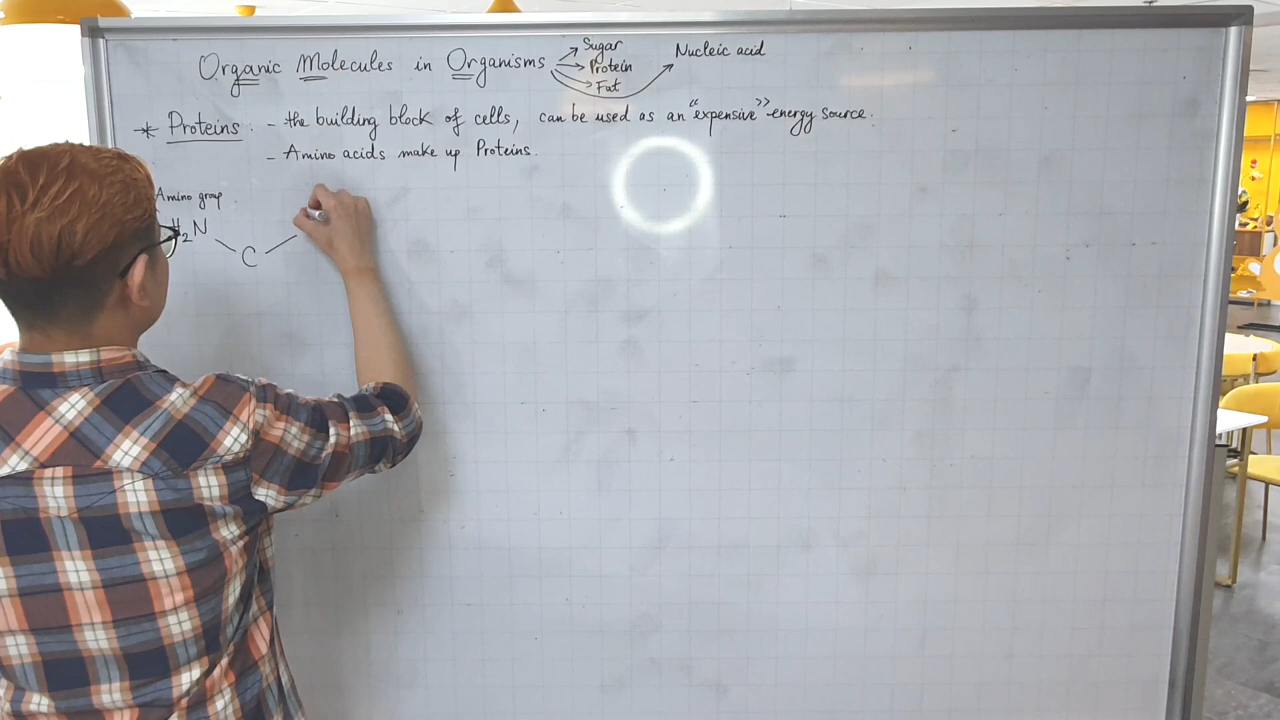 Organic Molecules in Organisms → Sugar → Protein → Fat → Nucleic acid
* Proteins : - the building block of cells, can be used as an "expensive" energy source.
- Amino acids make up Proteins.
Amino group
H₂N
C